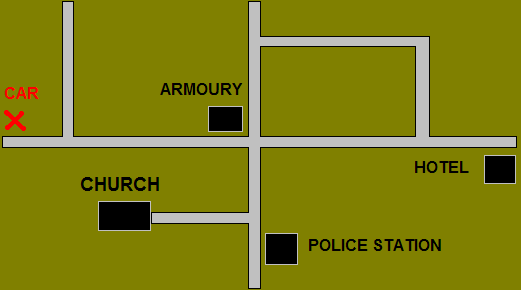 CAR
ARMOURY
HOTEL
CHURCH
POLICE STATION